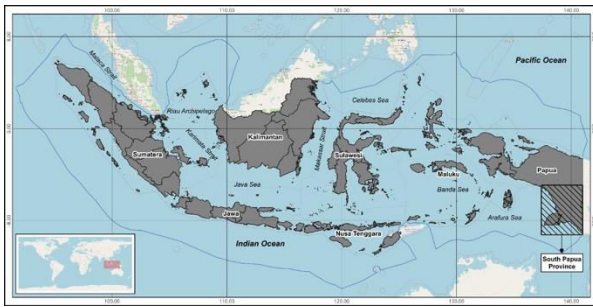 100.00 110.00 120.00 130.00 140.00
Pacific Ocean
Malaca Strait
Celebes Sea
Riau Archipelago
Kalimantan
Karimata Strait
Makassar Strait
Sumatera
Sulawesi
Maluku
Papua
Java Sea
Banda Sea
Jawa
Arafura Sea
Nusa Tenggara
Indian Ocean
South Papua
Province
100.00 110.00 120.00 130.00 140.00